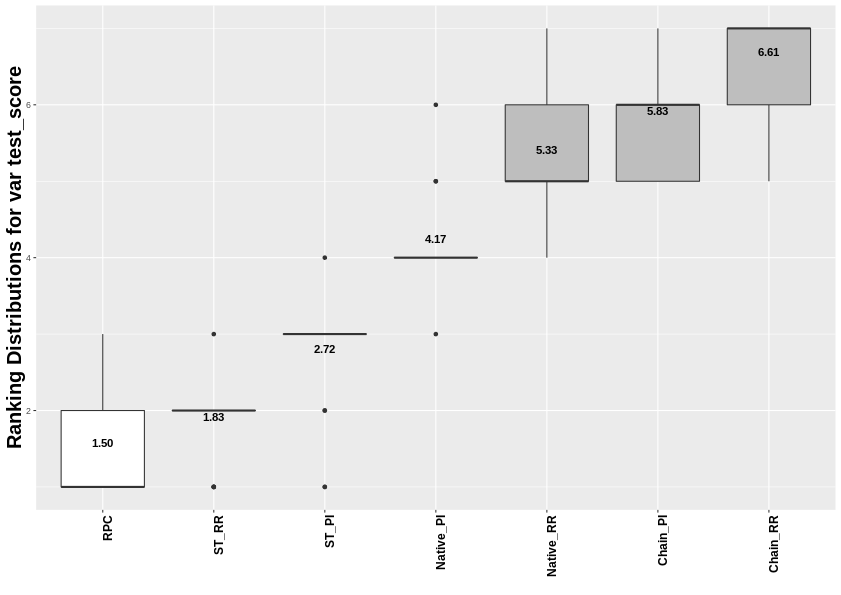 Ranking Distributions for var test_score
6
4
2
1.50
1.83
2.72
4.17
5.33
5.83
6.61
RPC
ST_RR
ST_PI
Native_PI
Native_RR
Chain_PI
Chain_RR